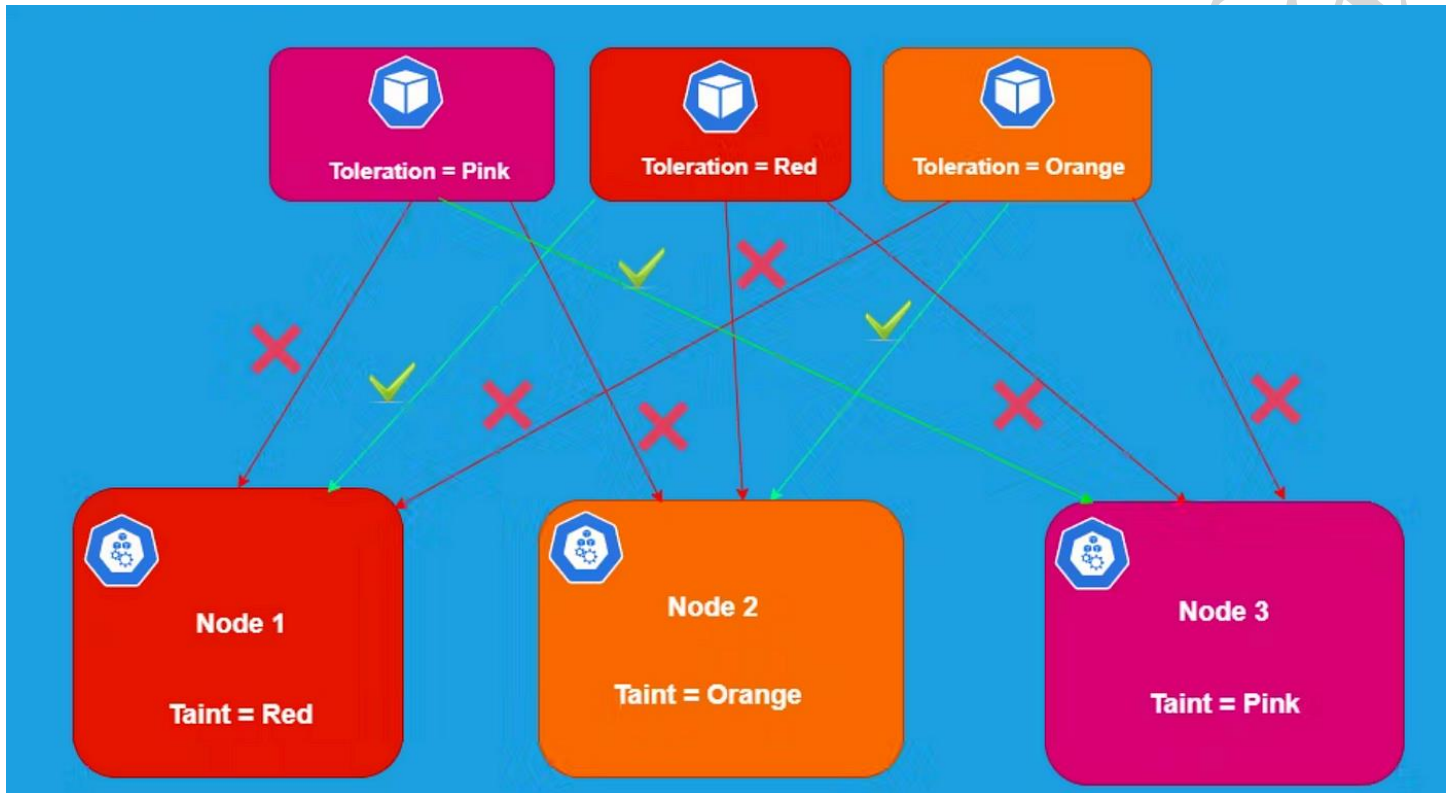 Toleration = Pink
Toleration = Red
Toleration = Orange
Node 1
Taint = Red
Node 2
Taint = Orange
Node 3
Taint = Pink